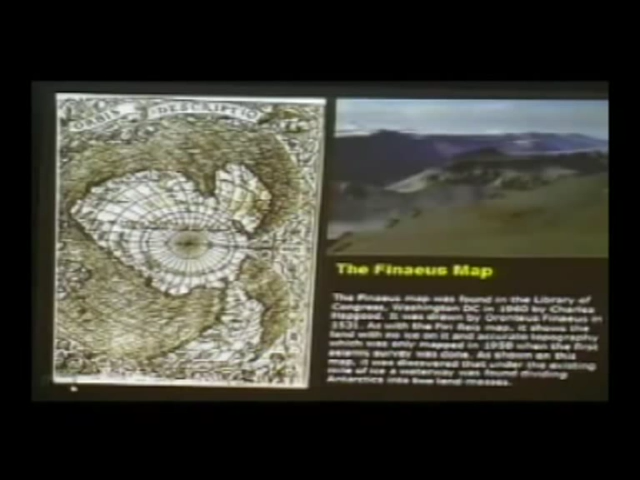 ORBIS DESCRIPTIO
The Finaeus Map
The Finaeus map was found in the Library of
Congress, Washington DC in 1960 by Charles
Hapgood. It was drawn by Oronteus Finaeus in
1531. As with the Piri Reis map, it shows the
land with no ice on it and accurate topography
which was only mapped in 1958 when the first
seismic survey was done. As shown on this
map, it was discovered that under the existing
mile of ice a waterway was found dividing
Antarctica into two land masses.